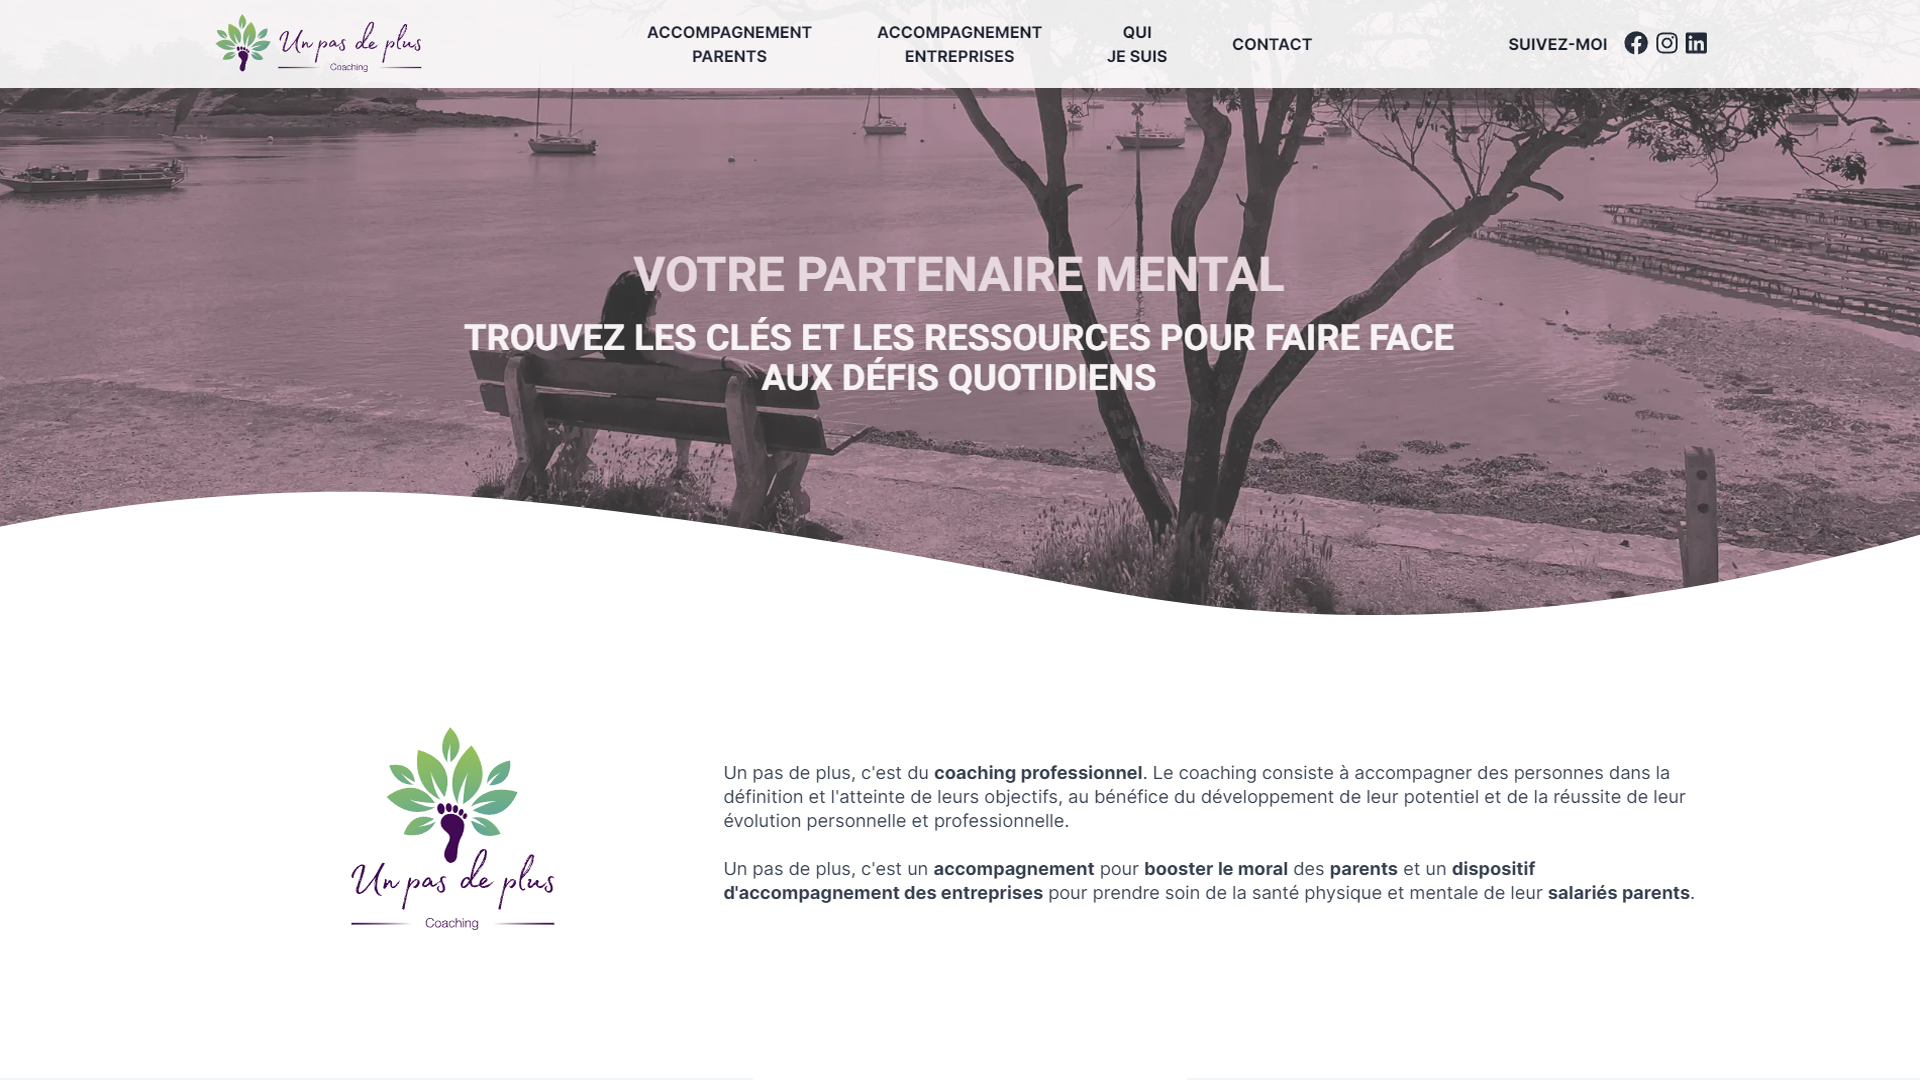 Un pas de plus
Coaching
ACCOMPAGNEMENT
PARENTS
ACCOMPAGNEMENT
ENTREPRISES
QUI
JE SUIS
CONTACT
SUIVEZ-MOI
VOTRE PARTENAIRE MENTAL
TROUVEZ LES CLÉS ET LES RESSOURCES POUR FAIRE FACE
AUX DÉFIS QUOTIDIENS
Un pas de plus
Coaching
Un pas de plus, c'est du coaching professionnel. Le coaching consiste à accompagner des personnes dans la
définition et l'atteinte de leurs objectifs, au bénéfice du développement de leur potentiel et de la réussite de leur
évolution personnelle et professionnelle.
Un pas de plus, c'est un accompagnement pour booster le moral des parents et un dispositif
d'accompagnement des entreprises pour prendre soin de la santé physique et mentale de leur salariés parents.